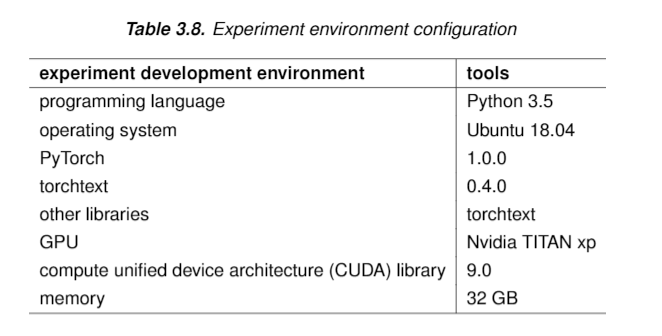 Table 3.8. Experiment environment configuration
experiment development environment tools
programming language Python 3.5
operating system Ubuntu 18.04
PyTorch 1.0.0
torchtext 0.4.0
other libraries torchtext
GPU Nvidia TITAN xp
compute unified device architecture (CUDA) library 9.0
memory 32 GB